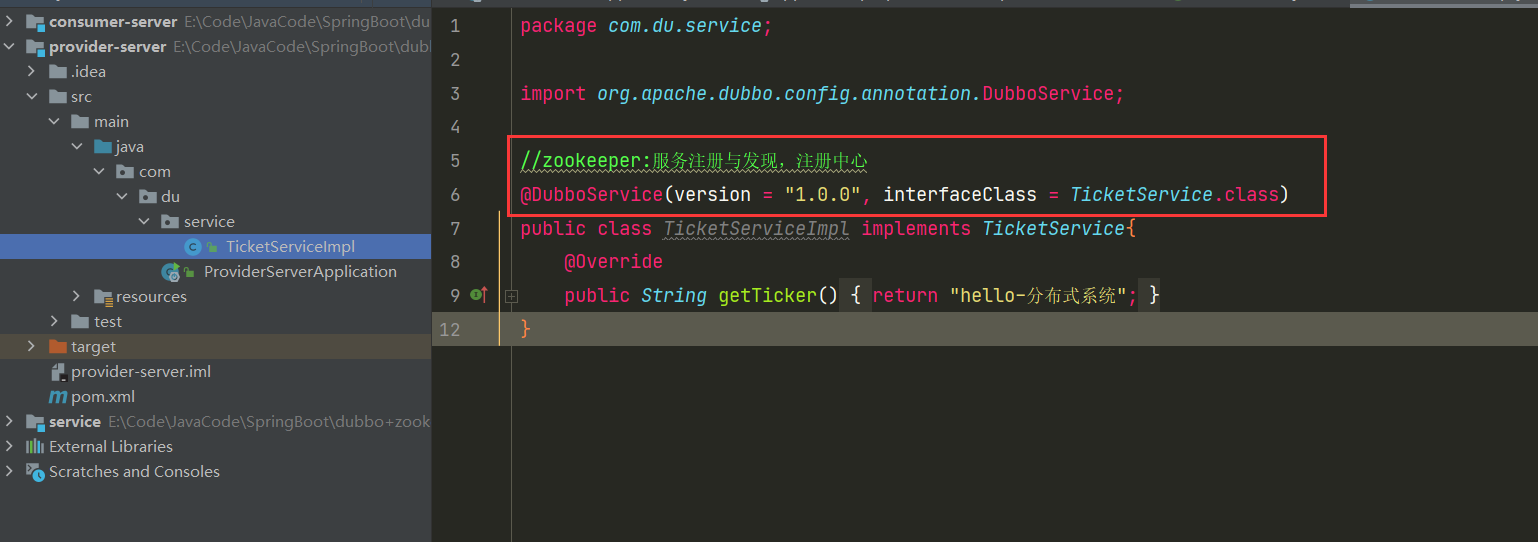 consumer-server E:\Code\JavaCode\SpringBoot\du
provider-server E:\Code\JavaCode\SpringBoot\dubb
.idea
src
main
java
com
du
service
TicketServiceImpl
ProviderServerApplication
resources
test
target
provider-server.iml
pom.xml
service E:\Code\JavaCode\SpringBoot\dubbo+zook
External Libraries
Scratches and Consoles
1 package com.du.service;
2
3 import org.apache.dubbo.config.annotation.DubboService;
4
5 //zookeeper:服务注册与发现，注册中心
6 @DubboService(version = "1.0.0", interfaceClass = TicketService.class)
7 public class TicketServiceImpl implements TicketService{
8 @Override
9 public String getTicker() { return "hello-分布式系统"; }
12 }